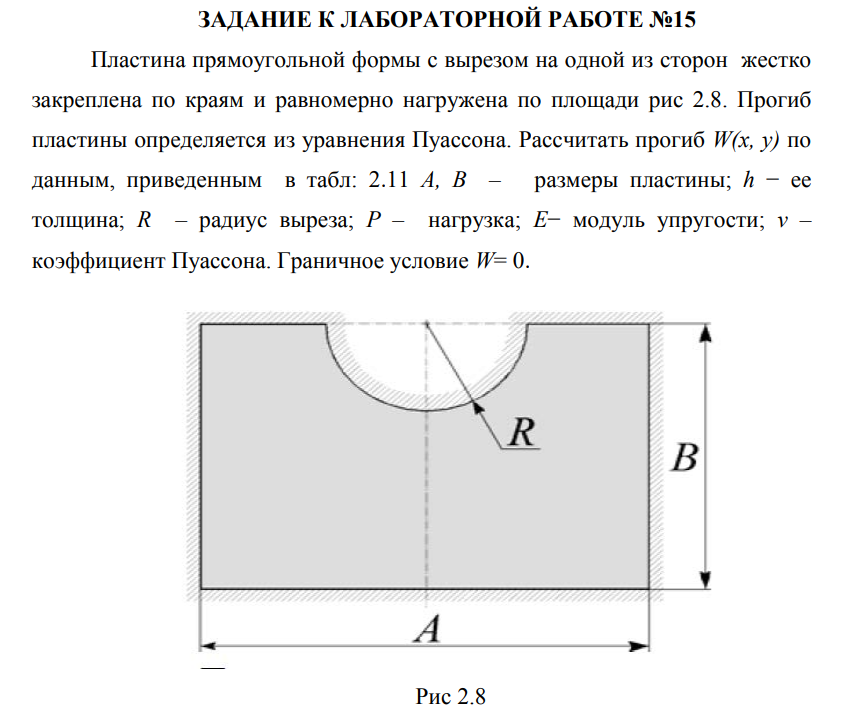 ЗАДАНИЕ К ЛАБОРАТОРНОЙ РАБОТЕ №15
Пластина прямоугольной формы с вырезом на одной из сторон жестко
закреплена по краям и равномерно нагружена по площади рис 2.8. Прогиб
пластины определяется из уравнения Пуассона. Рассчитать прогиб W(x, y) по
данным, приведенным в табл: 2.11 A, B – размеры пластины; h − ее
толщина; R – радиус выреза; P – нагрузка; E− модуль упругости; ν –
коэффициент Пуассона. Граничное условие W= 0.
R
B
A
Рис 2.8